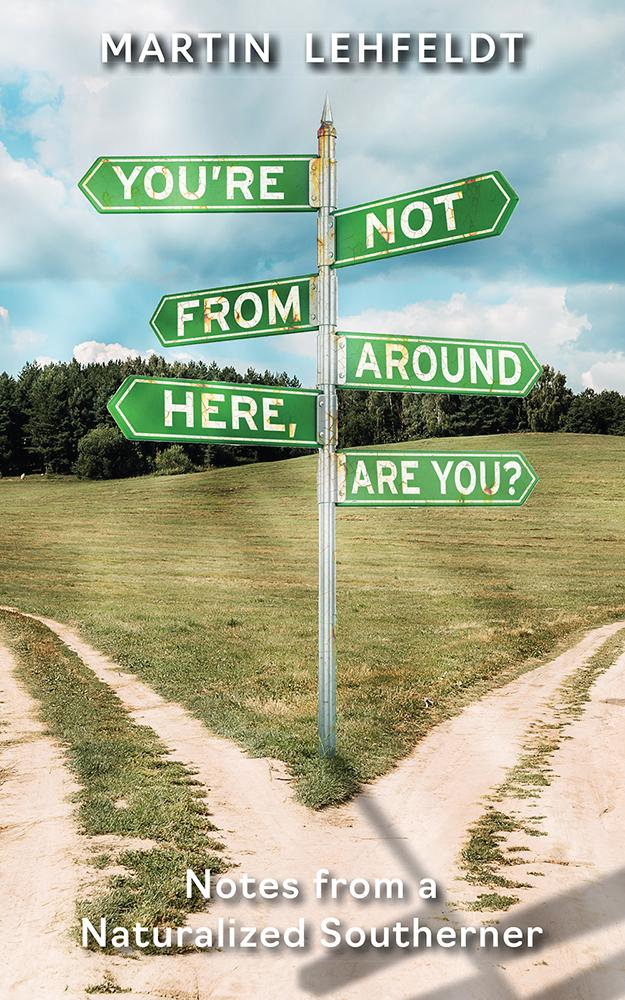 MARTIN LEHFELDT
YOU'RE
NOT
FROM
AROUND
HERE,
ARE YOU?
Notes from a
Naturalized Southerner